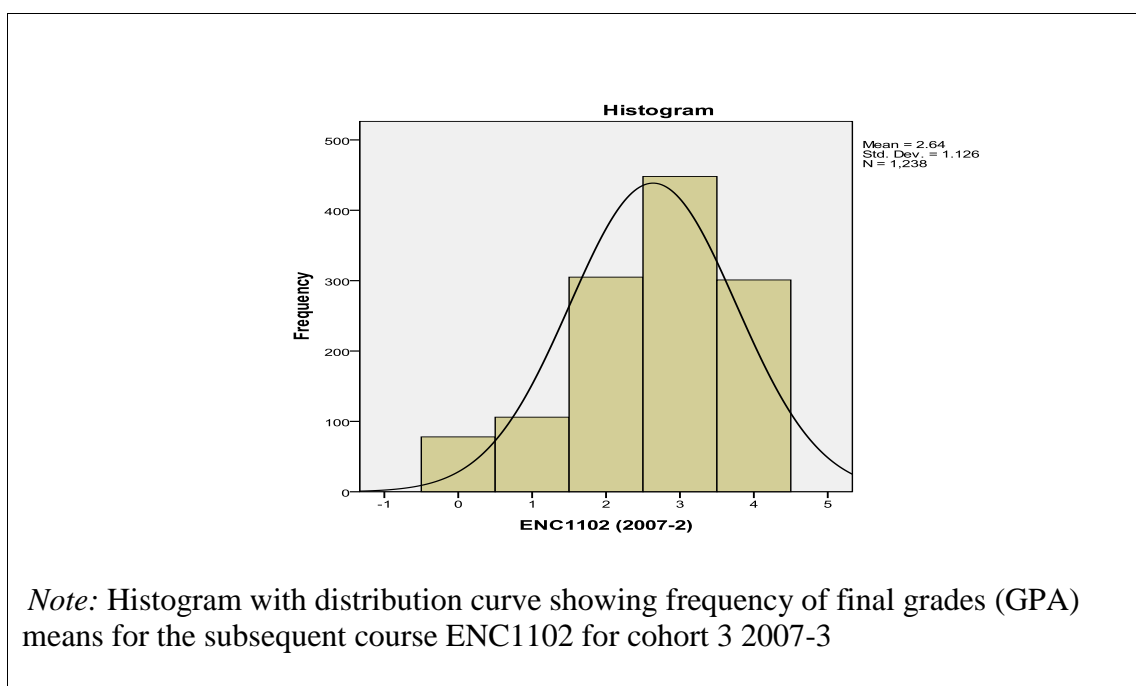 Histogram
500
400
300
200
100
0
Frequency
-1 0 1 2 3 4 5
ENC1102 (2007-2)
Mean = 2.64
Std. Dev. = 1.126
N = 1,238
Note: Histogram with distribution curve showing frequency of final grades (GPA)
means for the subsequent course ENC1102 for cohort 3 2007-3